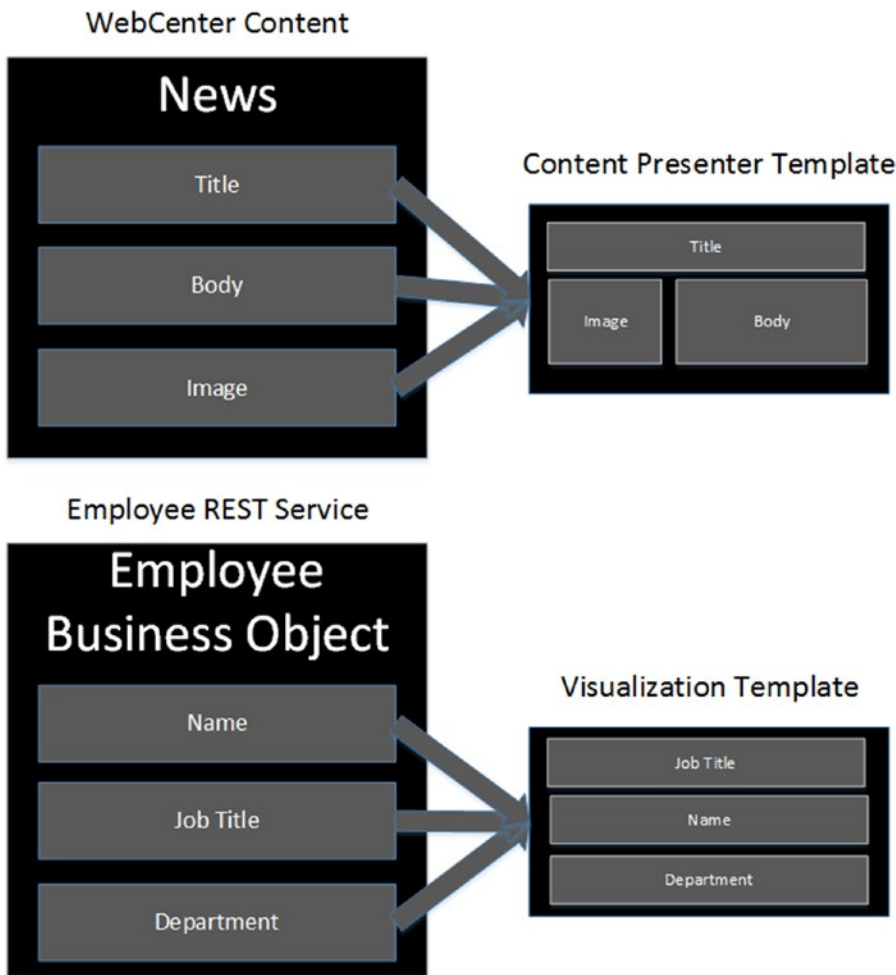 WebCenter Content
News
Title
Body
Image
Content Presenter Template
Title
Image
Body
Employee REST Service
Employee
Business Object
Name
Job Title
Department
Visualization Template
Job Title
Name
Department